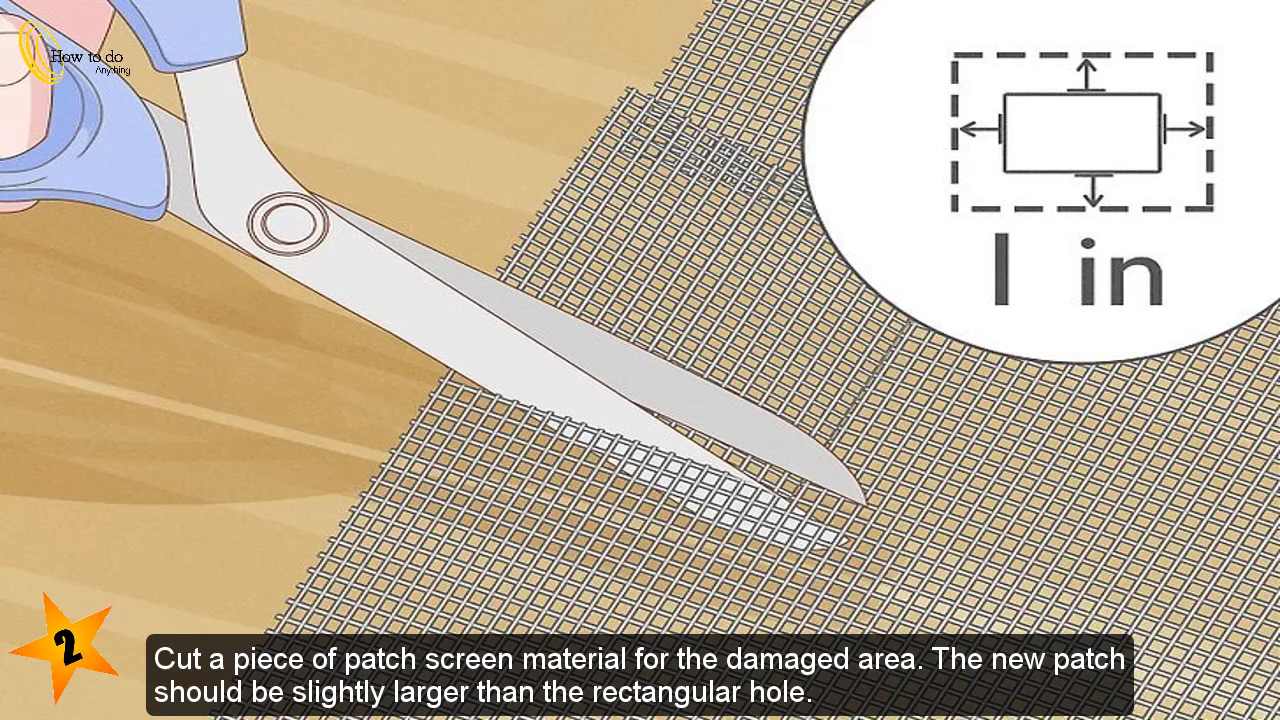 How to do
Anything
1 in
2
Cut a piece of patch screen material for the damaged area. The new patch
should be slightly larger than the rectangular hole.